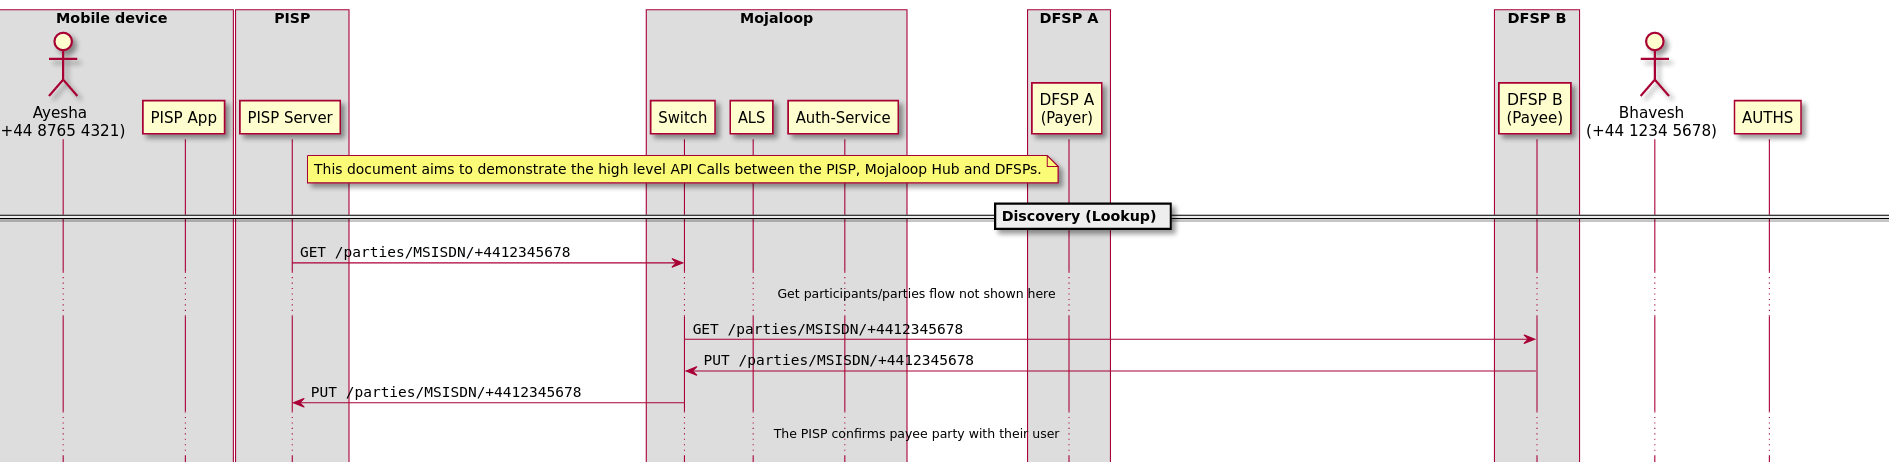 Mobile device
PISP
Mojaloop
DFSP A
DFSP B
Ayesha
+44 8765 4321)
PISP App
PISP Server
Switch
ALS
Auth-Service
DFSP A
(Payer)
DFSP B
(Payee)
Bhavesh
(+44 1234 5678)
AUTHS
This document aims to demonstrate the high level API Calls between the PISP, Mojaloop Hub and DFSPs.
Discovery (Lookup)
GET /parties/MSISDN/+4412345678
Get participants/parties flow not shown here
GET /parties/MSISDN/+4412345678
PUT /parties/MSISDN/+4412345678
PUT /parties/MSISDN/+4412345678
The PISP confirms payee party with their user